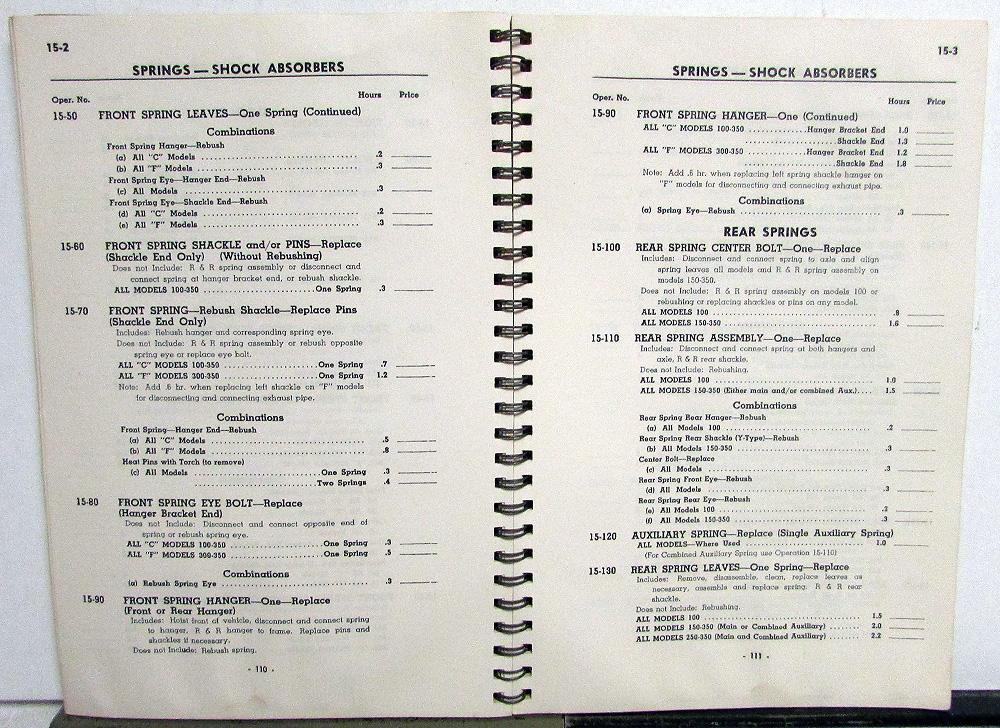 15-2
SPRINGS — SHOCK ABSORBERS
Oper. No. Hours Price
15-50 FRONT SPRING LEAVES—One Spring (Continued)
Combinations
Front Spring Hanger—Rebush
(a) All "C" Models .2
(b) All "F" Models .3
Front Spring Eye—Hanger End—Rebush
(c) All Models .3
Front Spring Eye—Shackle End—Rebush
(d) All "C" Models .2
(e) All "F" Models .3
15-60 FRONT SPRING SHACKLE and/or PINS—Replace
(Shackle End Only) (Without Rebushing)
Does not Include: R & R spring assembly or disconnect and
connect spring at hanger bracket end, or rebush shackle.
ALL MODELS 100-350 One Spring .3
15-70 FRONT SPRING—Rebush Shackle—Replace Pins
(Shackle End Only)
Includes: Rebush hanger and corresponding spring eye.
Does not Include: R & R spring assembly or rebush opposite
spring eye or replace eye bolt.
ALL "C" MODELS 100-350 One Spring .7
ALL "F" MODELS 300-350 One Spring 1.2
Note: Add .6 hr. when replacing left shackle on "F" models
for disconnecting and connecting exhaust pipe.
Combinations
Front Spring—Hanger End—Rebush
(a) All "C" Models .5
(b) All "F" Models .8
Heat Pins with Torch (to remove)
(c) All Models One Spring .3
Two Springs .4
15-80 FRONT SPRING EYE BOLT—Replace
(Hanger Bracket End)
Does not Include: Disconnect and connect opposite end of
spring or rebush spring eye.
ALL "C" MODELS 100-350 One Spring .3
ALL "F" MODELS 300-350 One Spring .5
Combinations
(a) Rebush Spring Eye .3
15-90 FRONT SPRING HANGER—One—Replace
(Front or Rear Hanger)
Includes: Hoist front of vehicle, disconnect and connect spring
to hanger, R & R hanger to frame. Replace pins and
shackles if necessary.
Does not Include: Rebush spring.
- 110 -
15-3
SPRINGS — SHOCK ABSORBERS
Oper. No. Hours Price
15-90 FRONT SPRING HANGER—One (Continued)
ALL "C" MODELS 100-350 Hanger Bracket End 1.0
Shackle End 1.3
ALL "F" MODELS 300-350 Hanger Bracket End 1.2
Shackle End 1.8
Note: Add .6 hr. when replacing left spring shackle hanger on
"F" models for disconnecting and connecting exhaust pipe.
Combinations
(a) Spring Eye—Rebush .3
REAR SPRINGS
15-100 REAR SPRING CENTER BOLT—One—Replace
Includes: Disconnect and connect spring to axle and align
spring leaves all models and R & R spring assembly on
models 150-350.
Does not Include: R & R spring assembly on models 100 or
rebushing or replacing shackles or pins on any model.
ALL MODELS 100 .8
ALL MODELS 150-350 1.6
15-110 REAR SPRING ASSEMBLY—One—Replace
Includes: Disconnect and connect spring at both hangers and
axle, R & R rear shackle.
Does not Include: Rebushing.
ALL MODELS 100 1.0
ALL MODELS 150-350 (Either main and/or combined Aux.) 1.5
Combinations
Rear Spring Rear Hanger—Rebush
(a) All Models 100 .2
Rear Spring Rear Shackle (Y-Type)—Rebush
(b) All Models 150-350 .3
Center Bolt—Replace
(c) All Models .3
Rear Spring Front Eye—Rebush
(d) All Models .3
Rear Spring Rear Eye—Rebush
(e) All Models 100 .2
(f) All Models 150-350 .3
15-120 AUXILIARY SPRING—Replace (Single Auxiliary Spring)
ALL MODELS—Where Used 1.0
(For Combined Auxiliary Spring use Operation 15-110)
15-130 REAR SPRING LEAVES—One Spring—Replace
Includes: Remove, disassemble, clean, replace leaves as
necessary, assemble and replace spring. R & R rear
shackle.
Does not Include: Rebushing.
ALL MODELS 100 1.5
ALL MODELS 150-350 (Main or Combined Auxiliary) 2.0
ALL MODELS 250-350 (Main and Combined Auxiliary) 2.2
- 111 -